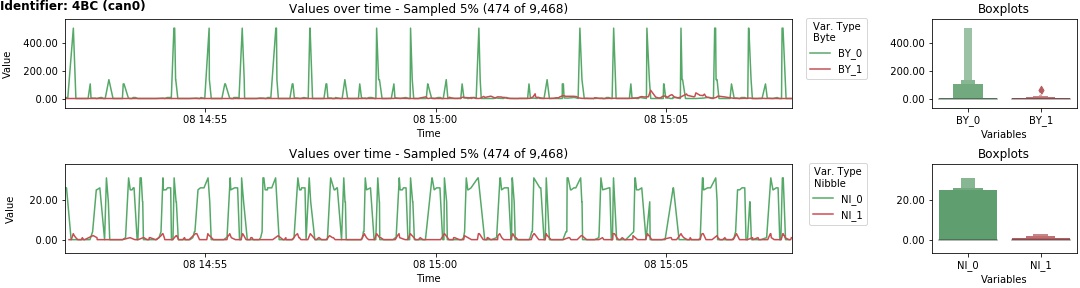 Identifier: 4BC (can0)
Values over time - Sampled 5% (474 of 9,468)
Boxplots
Value
400.00
200.00
0.00
08 14:55
08 15:00
08 15:05
Time
Var. Type
Byte
BY_0
BY_1
400.00
200.00
0.00
BY_0
BY_1
Variables
Values over time - Sampled 5% (474 of 9,468)
Boxplots
Value
20.00
0.00
08 14:55
08 15:00
08 15:05
Time
Var. Type
Nibble
NI_0
NI_1
20.00
0.00
NI_0
NI_1
Variables